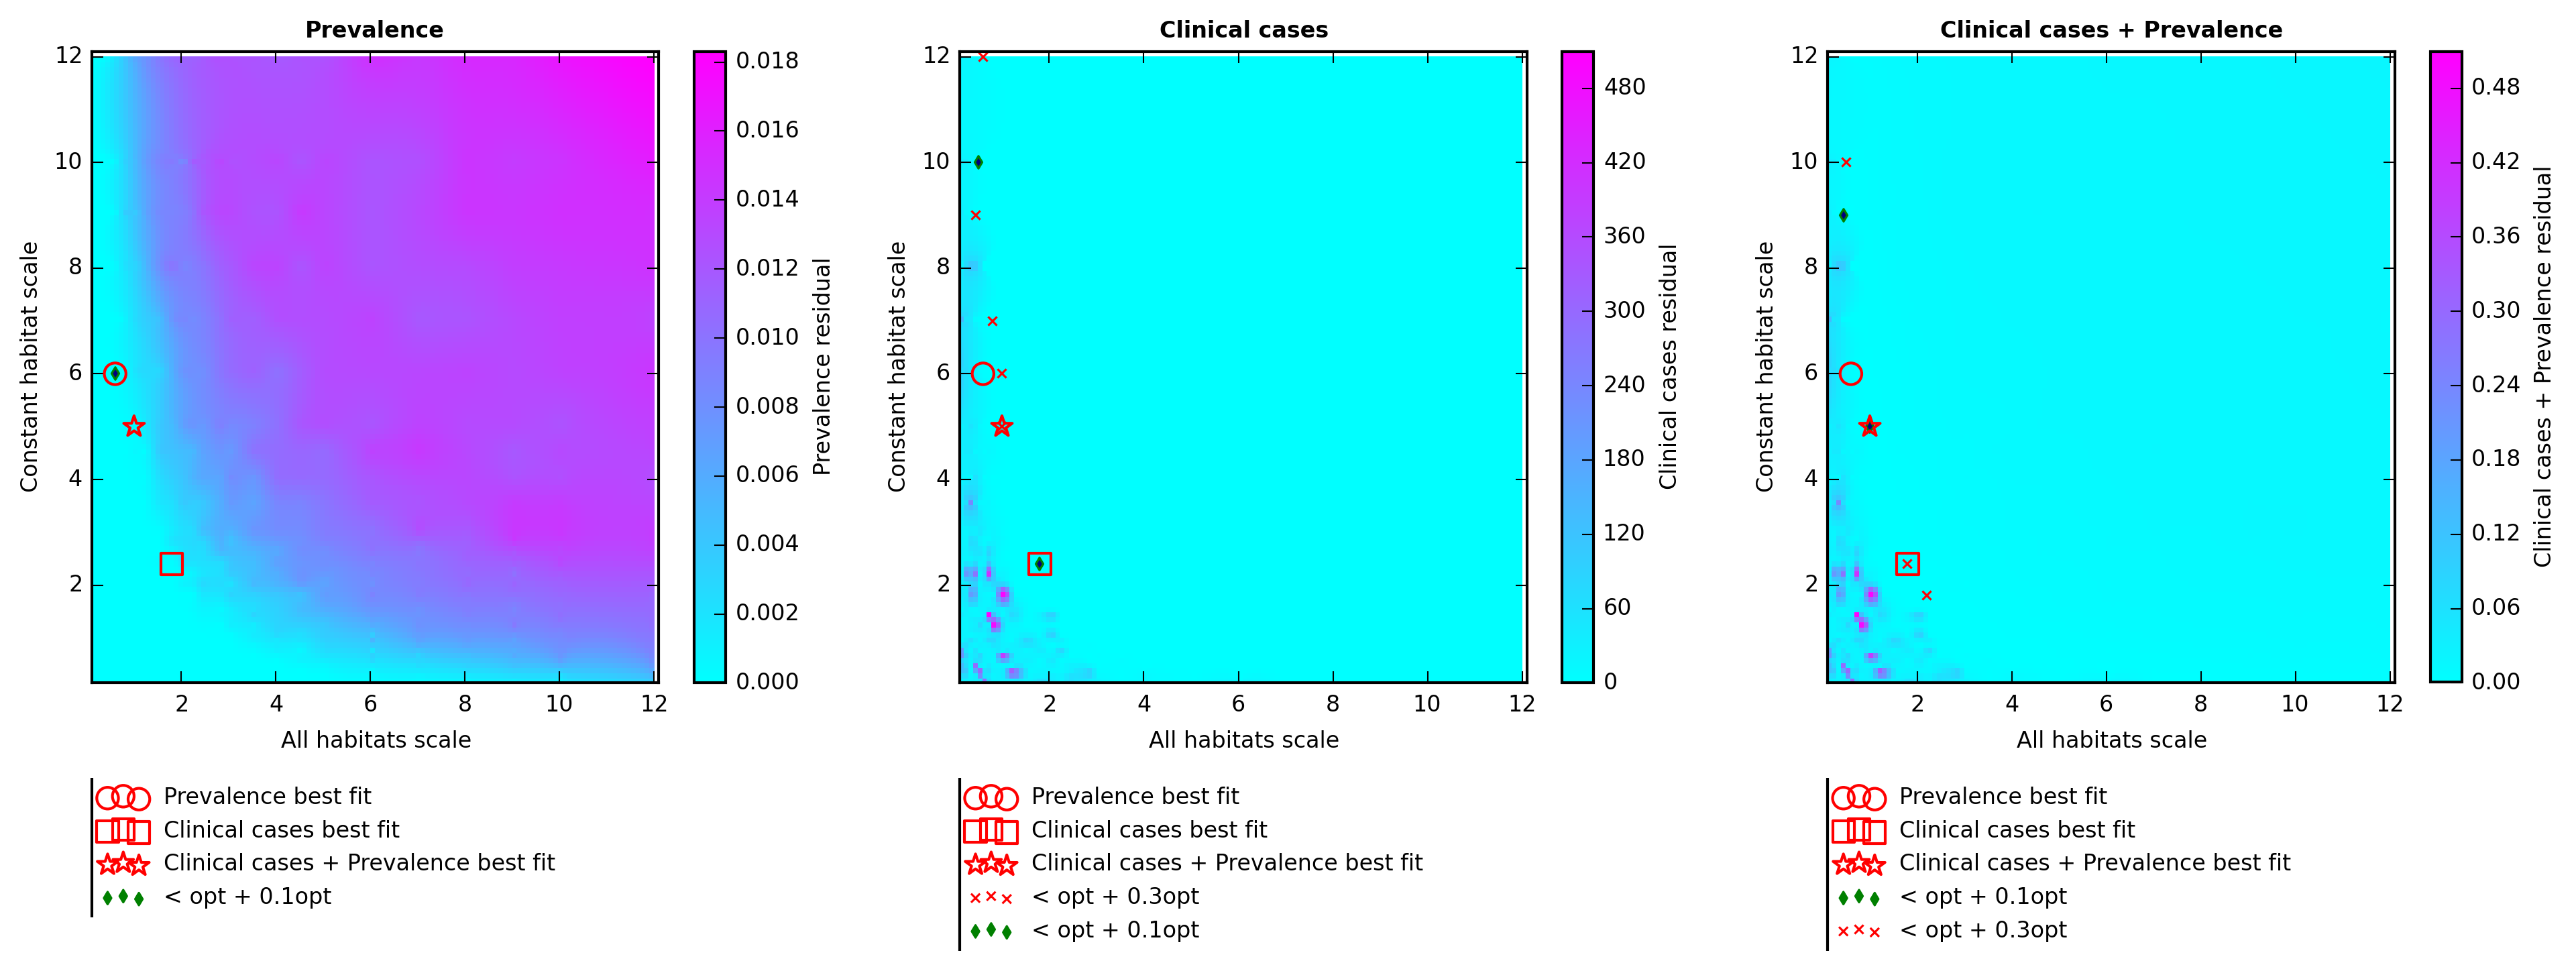 Prevalence
12
10
8
6
4
2
Constant habitat scale
2 4 6 8 10 12
All habitats scale
0.018
0.016
0.014
0.012
0.010
0.008
0.006
0.004
0.002
0.000
Prevalence residual
Prevalence best fit
Clinical cases best fit
Clinical cases + Prevalence best fit
< opt + 0.1opt
Clinical cases
12
10
8
6
4
2
Constant habitat scale
2 4 6 8 10 12
All habitats scale
480
420
360
300
240
180
120
60
0
Clinical cases residual
Prevalence best fit
Clinical cases best fit
Clinical cases + Prevalence best fit
< opt + 0.3opt
< opt + 0.1opt
Clinical cases + Prevalence
12
10
8
6
4
2
Constant habitat scale
2 4 6 8 10 12
All habitats scale
0.48
0.42
0.36
0.30
0.24
0.18
0.12
0.06
0.00
Clinical cases + Prevalence residual
Prevalence best fit
Clinical cases best fit
Clinical cases + Prevalence best fit
< opt + 0.1opt
< opt + 0.3opt